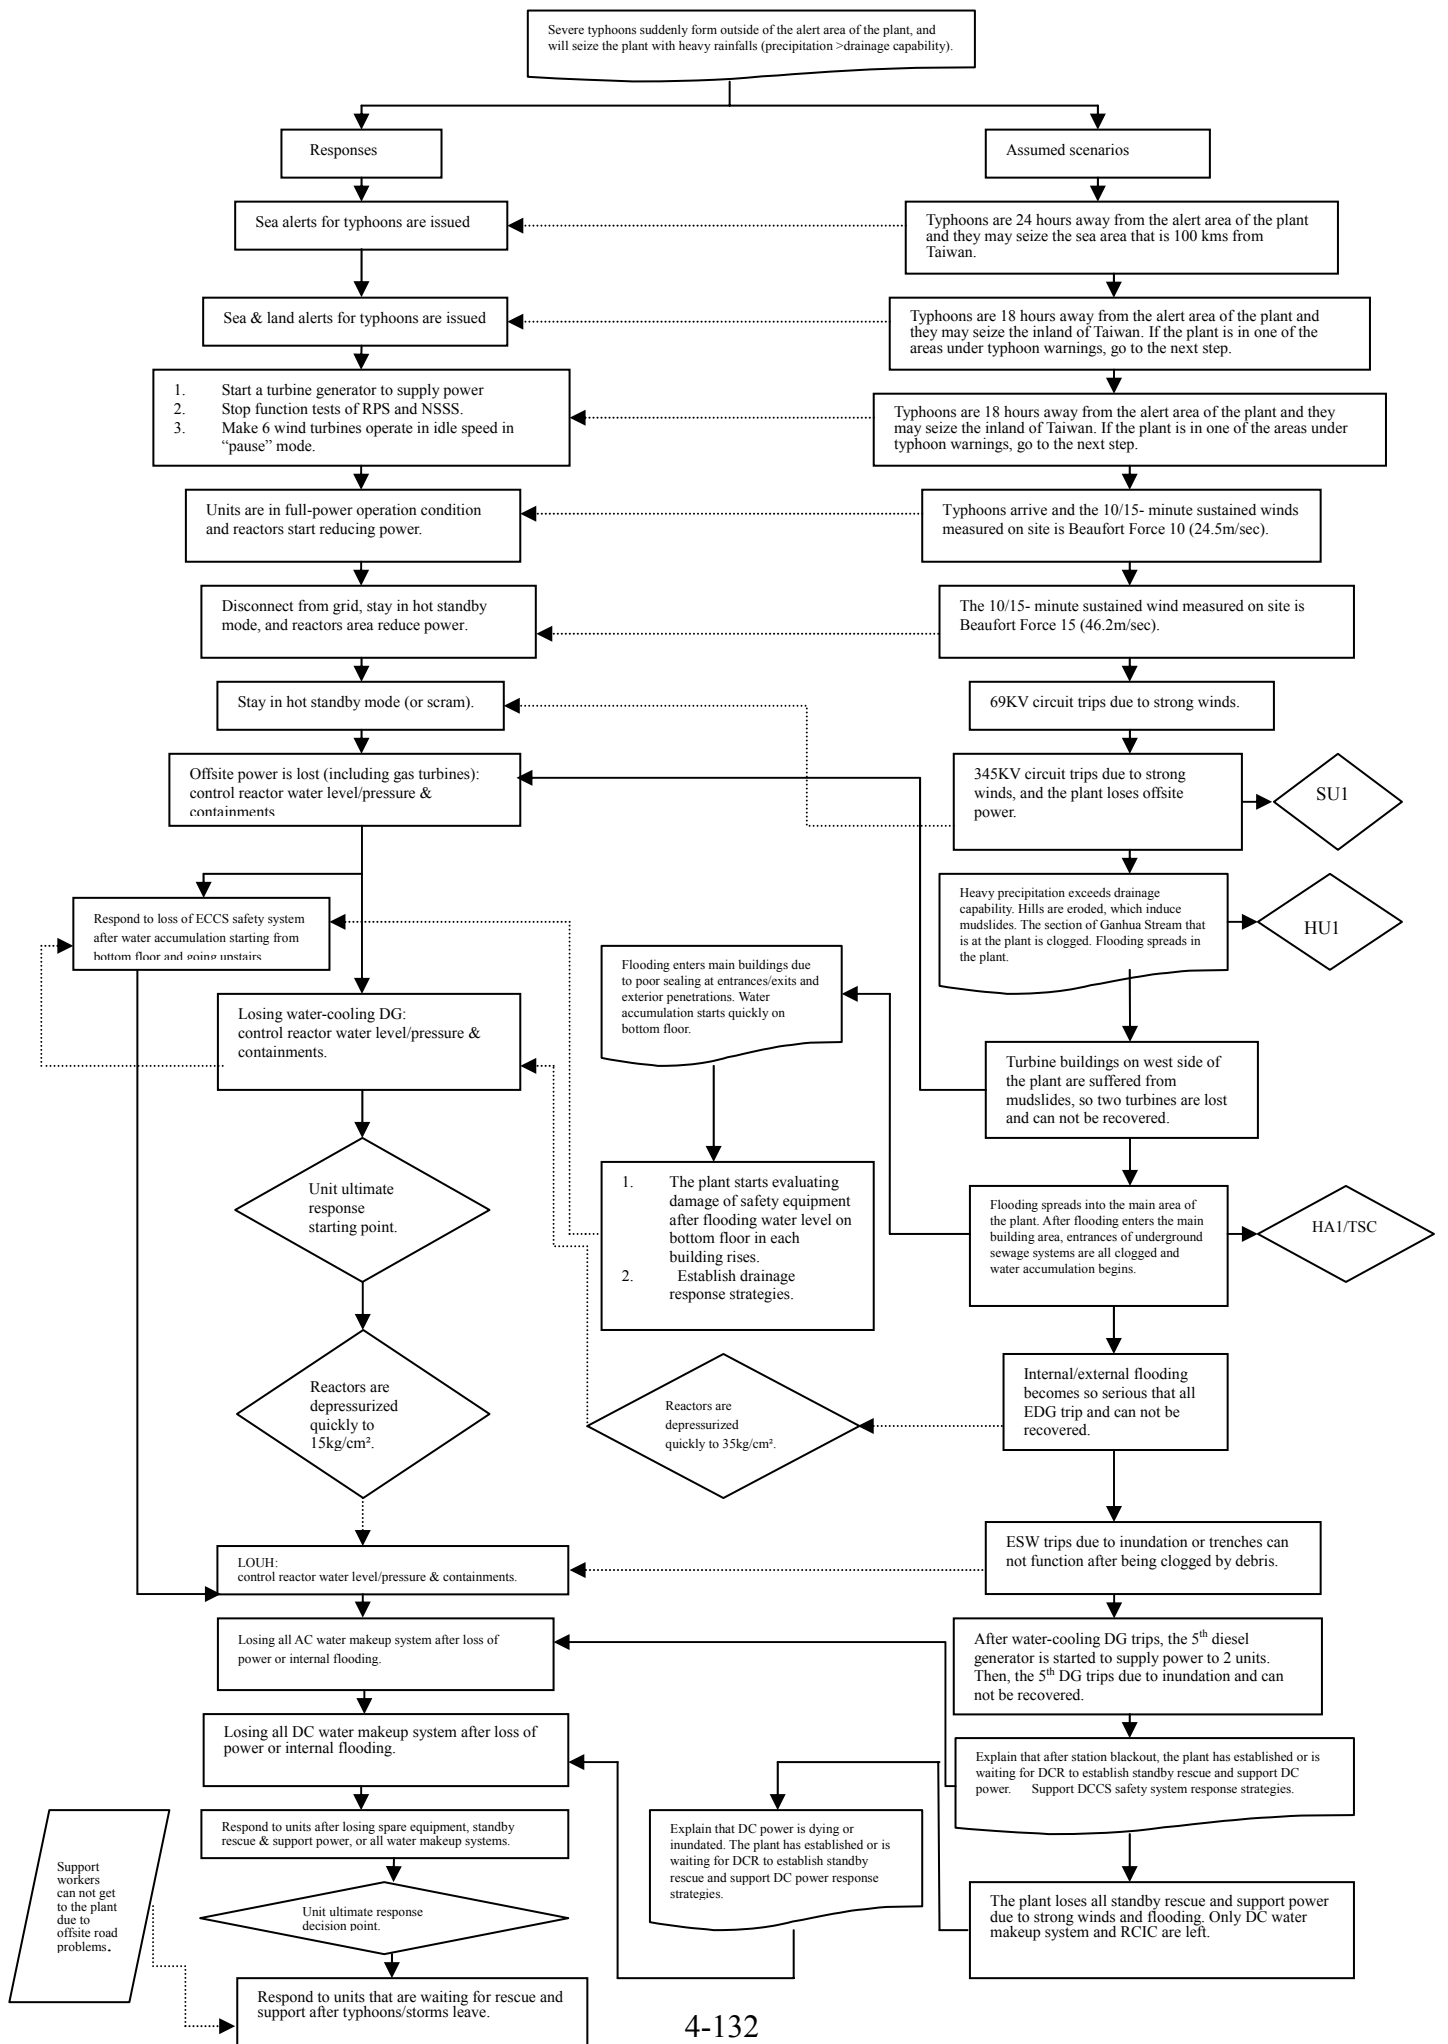 Severe typhoons suddenly form outside of the alert area of the plant, and
will seize the plant with heavy rainfalls (precipitation >drainage capability).
Responses
Assumed scenarios
Sea alerts for typhoons are issued
Typhoons are 24 hours away from the alert area of the plant
and they may seize the sea area that is 100 kms from
Taiwan.
Sea & land alerts for typhoons are issued
Typhoons are 18 hours away from the alert area of the plant and
they may seize the inland of Taiwan. If the plant is in one of the
areas under typhoon warnings, go to the next step.
1. Start a turbine generator to supply power
2. Stop function tests of RPS and NSSS.
3. Make 6 wind turbines operate in idle speed in
“pause” mode.
Typhoons are 18 hours away from the alert area of the plant and they
may seize the inland of Taiwan. If the plant is in one of the areas under
typhoon warnings, go to the next step.
Units are in full-power operation condition
and reactors start reducing power.
Typhoons arrive and the 10/15- minute sustained winds
measured on site is Beaufort Force 10 (24.5m/sec).
Disconnect from grid, stay in hot standby
mode, and reactors area reduce power.
The 10/15- minute sustained wind measured on site is
Beaufort Force 15 (46.2m/sec).
Stay in hot standby mode (or scram).
69KV circuit trips due to strong winds.
Offsite power is lost (including gas turbines):
control reactor water level/pressure &
containments
345KV circuit trips due to strong
winds, and the plant loses offsite
power.
SU1
Respond to loss of ECCS safety system
after water accumulation starting from
bottom floor and going upstairs
Heavy precipitation exceeds drainage
capability. Hills are eroded, which induce
mudslides. The section of Ganhua Stream that
is at the plant is clogged. Flooding spreads in
the plant.
HU1
Flooding enters main buildings due
to poor sealing at entrances/exits and
exterior penetrations. Water
accumulation starts quickly on
bottom floor.
Losing water-cooling DG:
control reactor water level/pressure &
containments.
Turbine buildings on west side of
the plant are suffered from
mudslides, so two turbines are lost
and can not be recovered.
Unit ultimate
response
starting point.
1. The plant starts evaluating
damage of safety equipment
after flooding water level on
bottom floor in each
building rises.
2. Establish drainage
response strategies.
Flooding spreads into the main area of
the plant. After flooding enters the main
building area, entrances of underground
sewage systems are all clogged and
water accumulation begins.
HA1/TSC
Reactors are
depressurized
quickly to
15kg/cm².
Reactors are
depressurized
quickly to 35kg/cm².
Internal/external flooding
becomes so serious that all
EDG trip and can not be
recovered.
LOUH:
control reactor water level/pressure & containments.
ESW trips due to inundation or trenches can
not function after being clogged by debris.
Losing all AC water makeup system after loss of
power or internal flooding.
After water-cooling DG trips, the 5th diesel
generator is started to supply power to 2 units.
Then, the 5th DG trips due to inundation and can
not be recovered.
Losing all DC water makeup system after loss of
power or internal flooding.
Explain that after station blackout, the plant has established or is
waiting for DCR to establish standby rescue and support DC
power. Support DCCS safety system response strategies.
Respond to units after losing spare equipment, standby
rescue & support power, or all water makeup systems.
Explain that DC power is dying or
inundated. The plant has established or is
waiting for DCR to establish standby
rescue and support DC power response
strategies.
Support
workers
can not get
to the plant
due to
offsite road
problems.
Unit ultimate response
decision point.
The plant loses all standby rescue and support power
due to strong winds and flooding. Only DC water
makeup system and RCIC are left.
Respond to units that are waiting for rescue and
support after typhoons/storms leave.
4-132